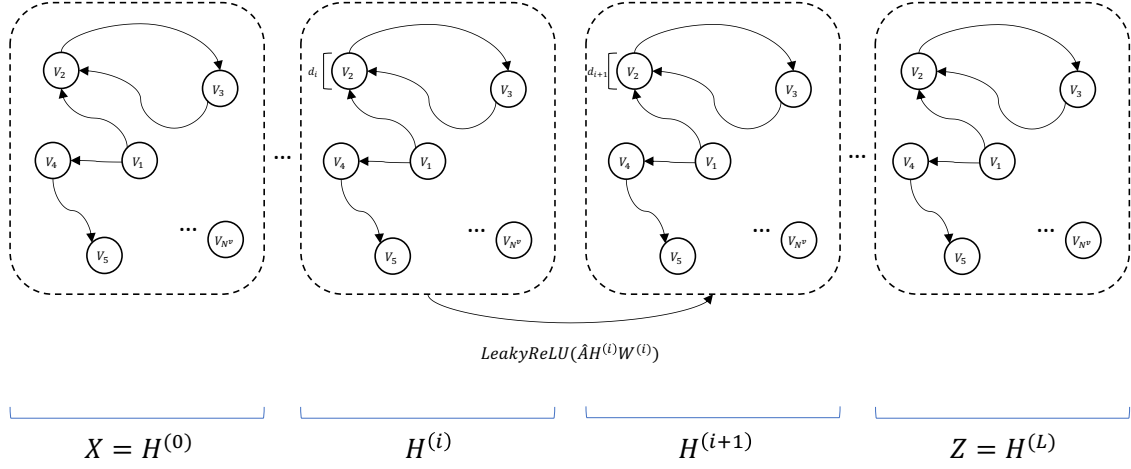 V₂ V₃ V₄ V₁ V₅ ... V_{N^v}
...
d_i V₂ V₃ V₄ V₁ V₅ ... V_{N^v}
d_{i+1} V₂ V₃ V₄ V₁ V₅ ... V_{N^v}
...
V₂ V₃ V₄ V₁ V₅ ... V_{N^v}
LeakyReLU(ÂH^{(i)}W^{(i)})
X = H^{(0)}
H^{(i)}
H^{(i+1)}
Z = H^{(L)}